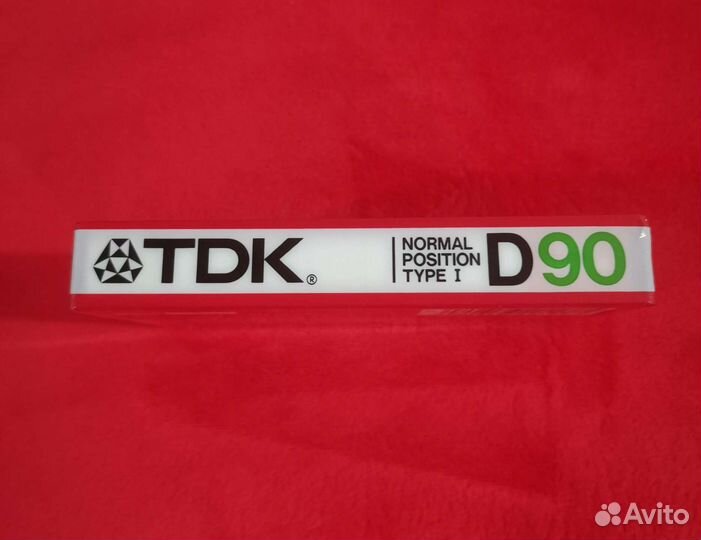 TDK®
NORMAL
POSITION
TYPE I
D90
Avito